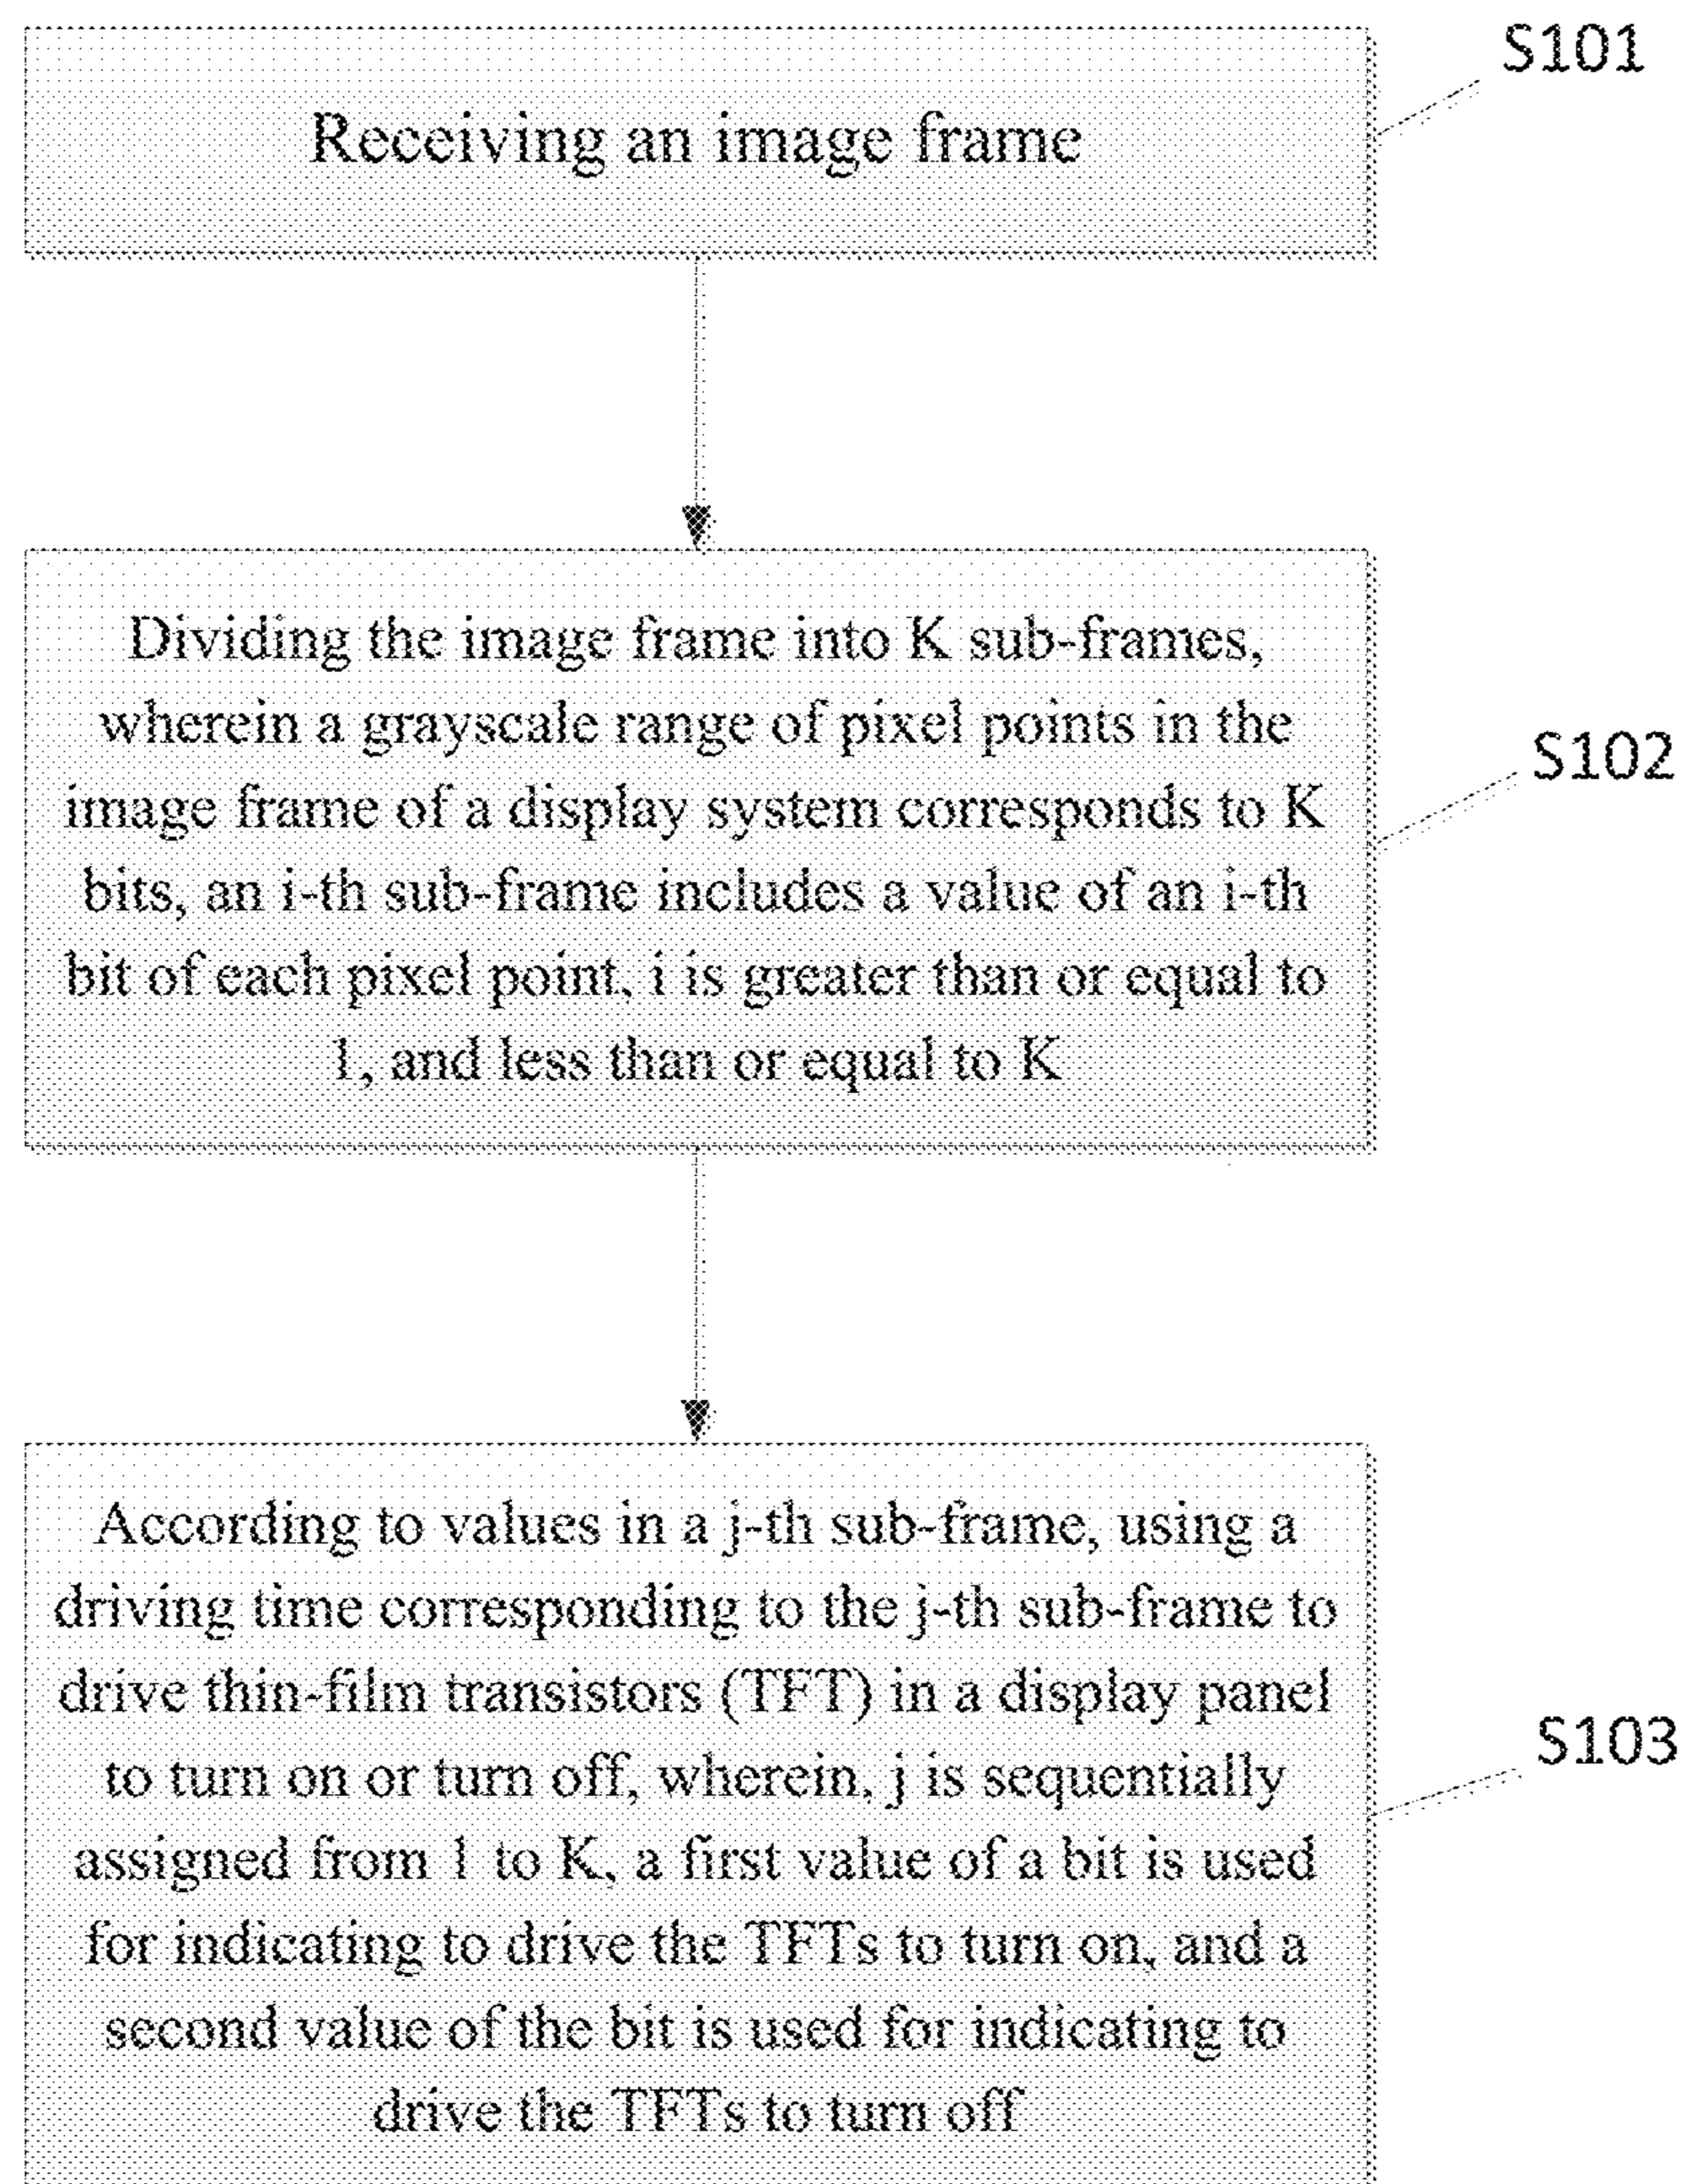 S101
Receiving an image frame
Dividing the image frame into K sub-frames,
wherein a grayscale range of pixel points in the
image frame of a display system corresponds to K
bits, an i-th sub-frame includes a value of an i-th
bit of each pixel point, i is greater than or equal to
1, and less than or equal to K
S102
According to values in a j-th sub-frame, using a
driving time corresponding to the j-th sub-frame to
drive thin-film transistors (TFT) in a display panel
to turn on or turn off, wherein, j is sequentially
assigned from 1 to K, a first value of a bit is used
for indicating to drive the TFTs to turn on, and a
second value of the bit is used for indicating to
drive the TFTs to turn off
S103